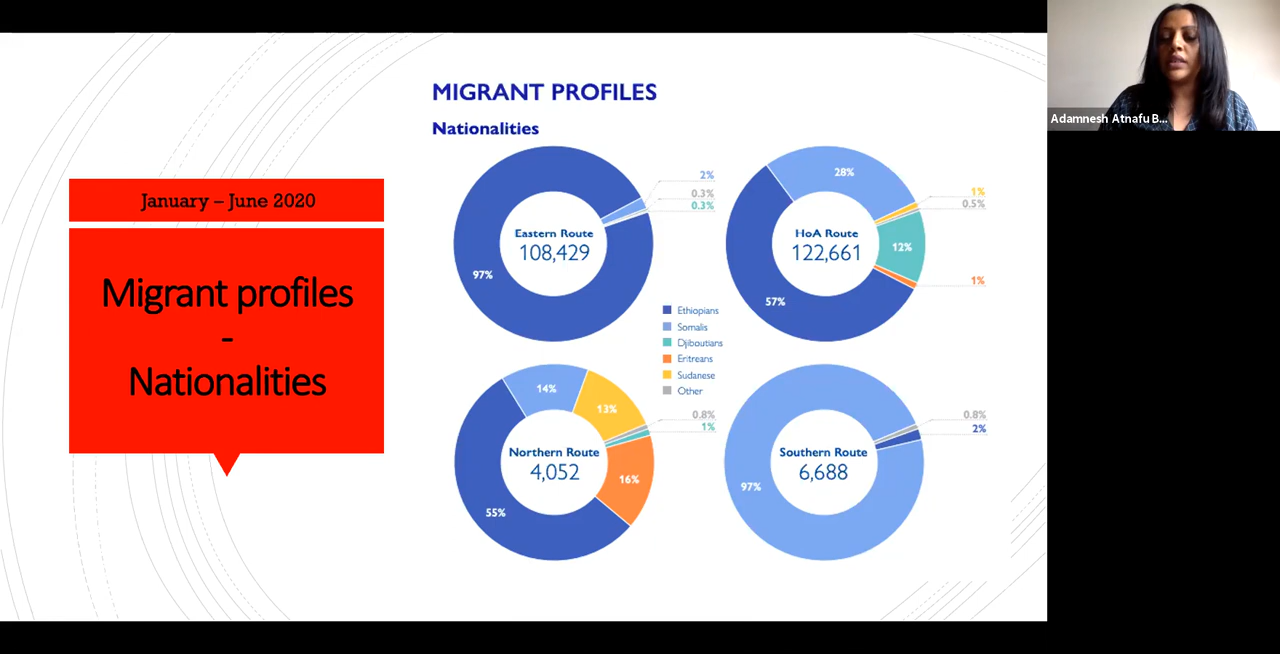 MIGRANT PROFILES
Nationalities
January – June 2020
Migrant profiles
-
Nationalities
2%
0.3%
0.3%
Eastern Route
108,429
97%
28%
1%
0.5%
HoA Route
122,661
12%
1%
57%
Ethiopians
Somalis
Djiboutians
Eritreans
Sudanese
Other
14%
13%
0.8%
1%
Northern Route
4,052
16%
55%
0.8%
2%
Southern Route
6,688
97%
Adamnesh Atnafu B...